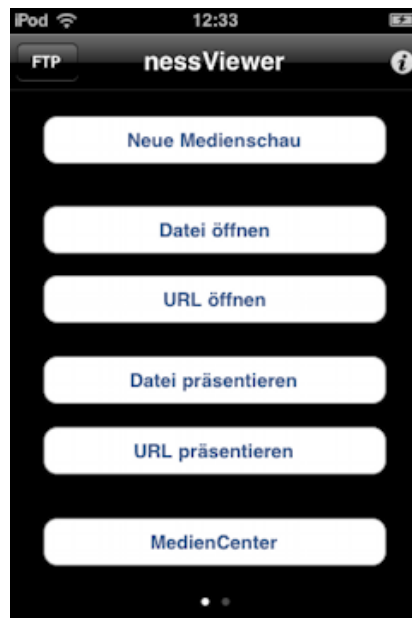 iPod 12:33
FTP nessViewer
Neue Medienschau
Datei öffnen
URL öffnen
Datei präsentieren
URL präsentieren
MedienCenter